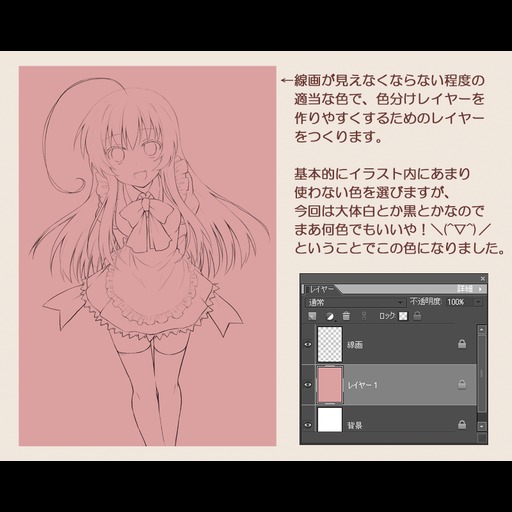 ←線画が見えなくならない程度の
適当な色で、色分けレイヤーを
作りやすくするためのレイヤー
をつくります。
基本的にイラスト内にあまり
使わない色を選びますが、
今回は大体白とか黒とかなので
まあ何色でもいいや！＼(^▽^)／
ということでこの色になりました。
レイヤー 詳細
通常 不透明度 100%
ロック
線画
レイヤー1
背景